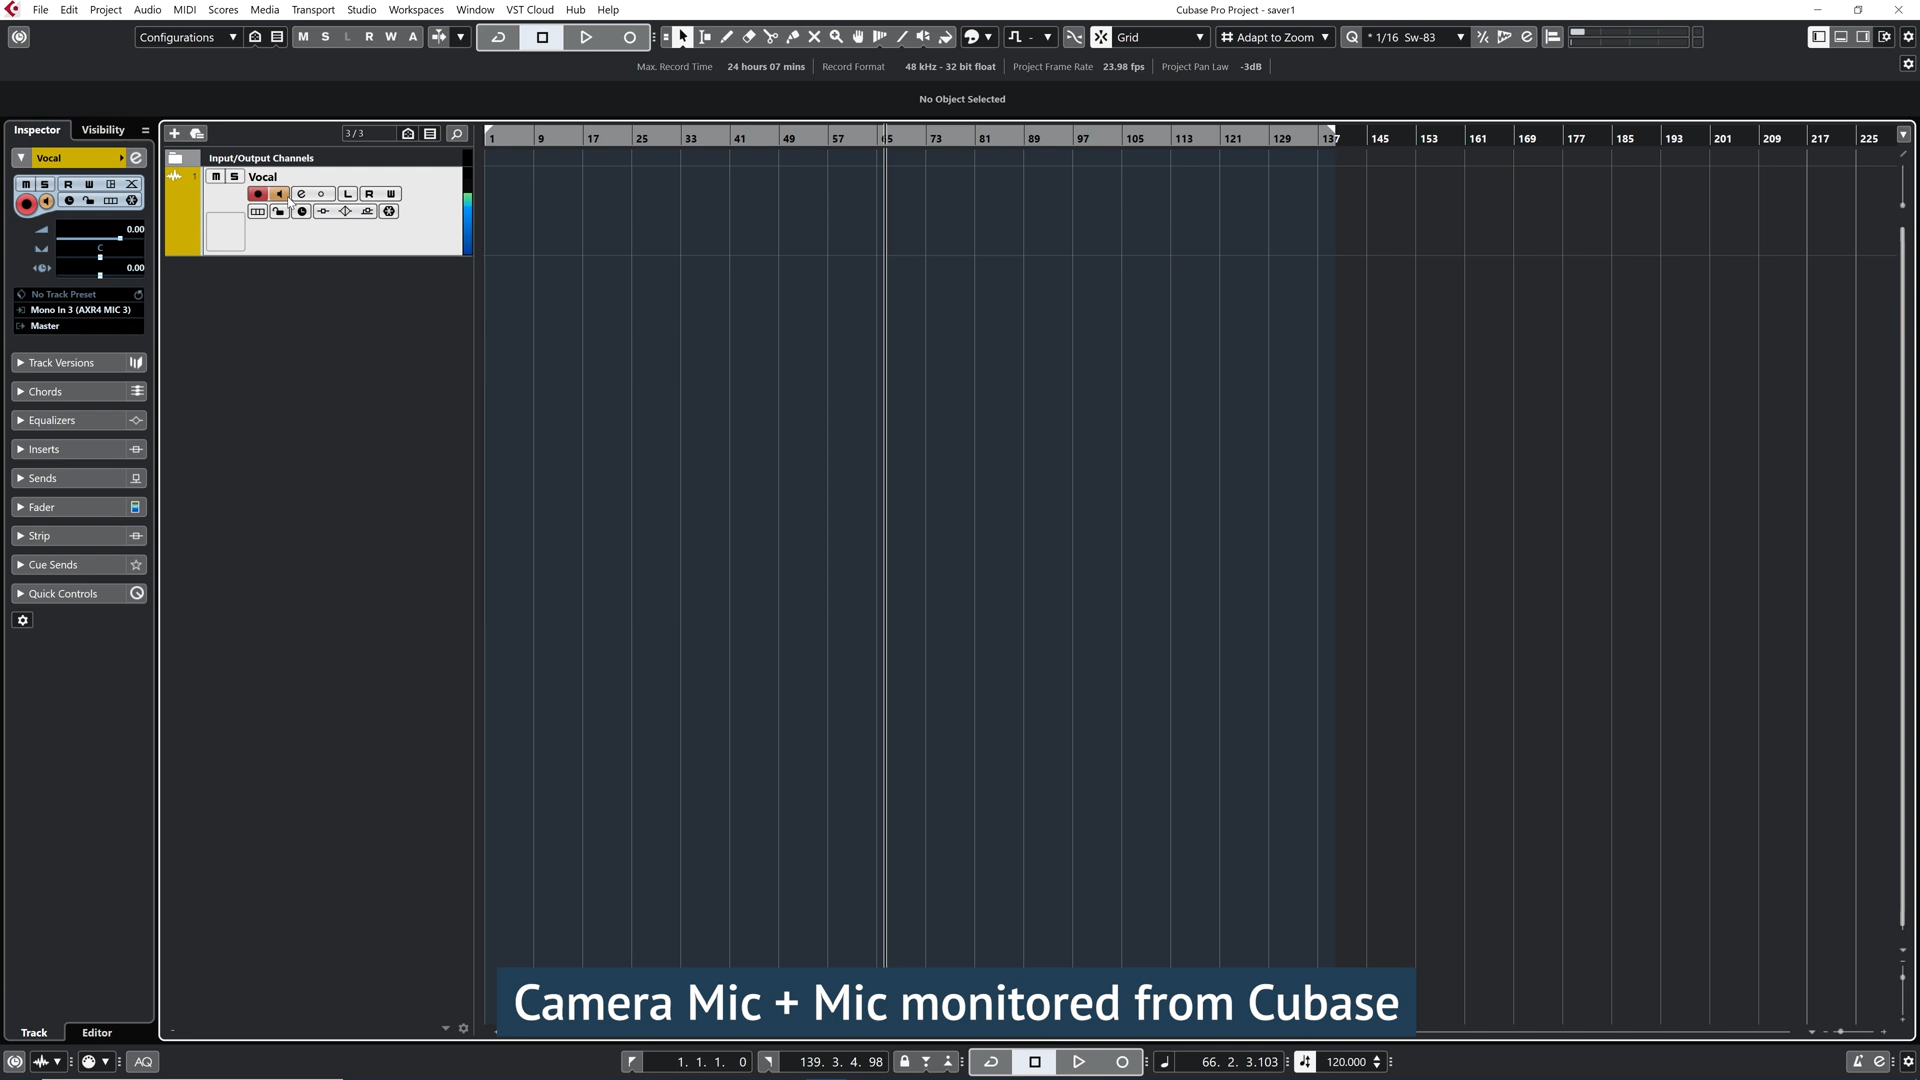 File Edit Project Audio MIDI Scores Media Transport Studio Workspaces Window VST Cloud Hub Help
Cubase Pro Project - saver1
Configurations
M S L R W A
Grid
Adapt to Zoom
Q * 1/16 Sw-83
Max. Record Time 24 hours 07 mins
Record Format 48 kHz - 32 bit float
Project Frame Rate 23.98 fps
Project Pan Law -3dB
No Object Selected
Inspector Visibility
3/3
1 9 17 25 33 41 49 57 65 73 81 89 97 105 113 121 129 137 145 153 161 169 177 185 193 201 209 217 225
Vocal
Input/Output Channels
1 M S Vocal
M S R W
L R W
0.00
C
0.00
No Track Preset
Mono In 3 (AXR4 MIC 3)
Master
Track Versions
Chords
Equalizers
Inserts
Sends
Fader
Strip
Cue Sends
Quick Controls
Camera Mic + Mic monitored from Cubase
Track Editor
AQ
1. 1. 1. 0
139. 3. 4. 98
66. 2. 3.103
120.000